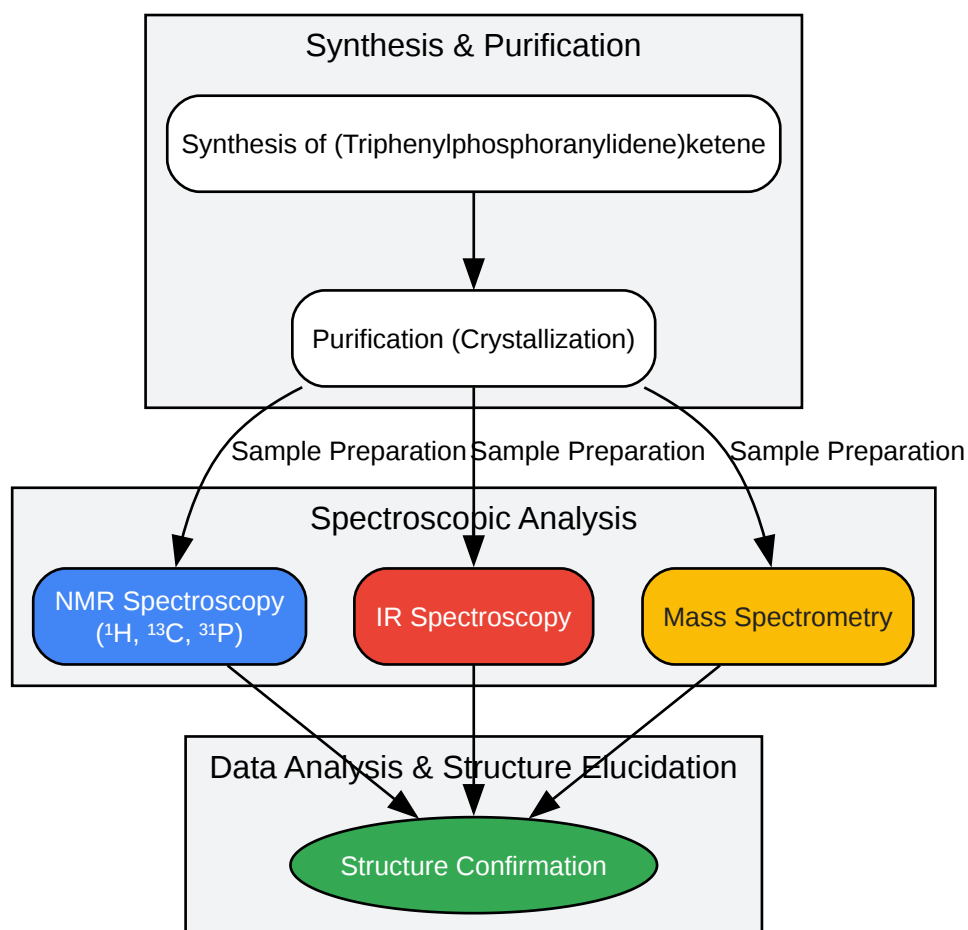 Synthesis & Purification
Synthesis of (Triphenylphosphoranylidene)ketene
Purification (Crystallization)
Sample Preparation
Sample Preparation
Sample Preparation
Spectroscopic Analysis
NMR Spectroscopy
(¹H, ¹³C, ³¹P)
IR Spectroscopy
Mass Spectrometry
Data Analysis & Structure Elucidation
Structure Confirmation